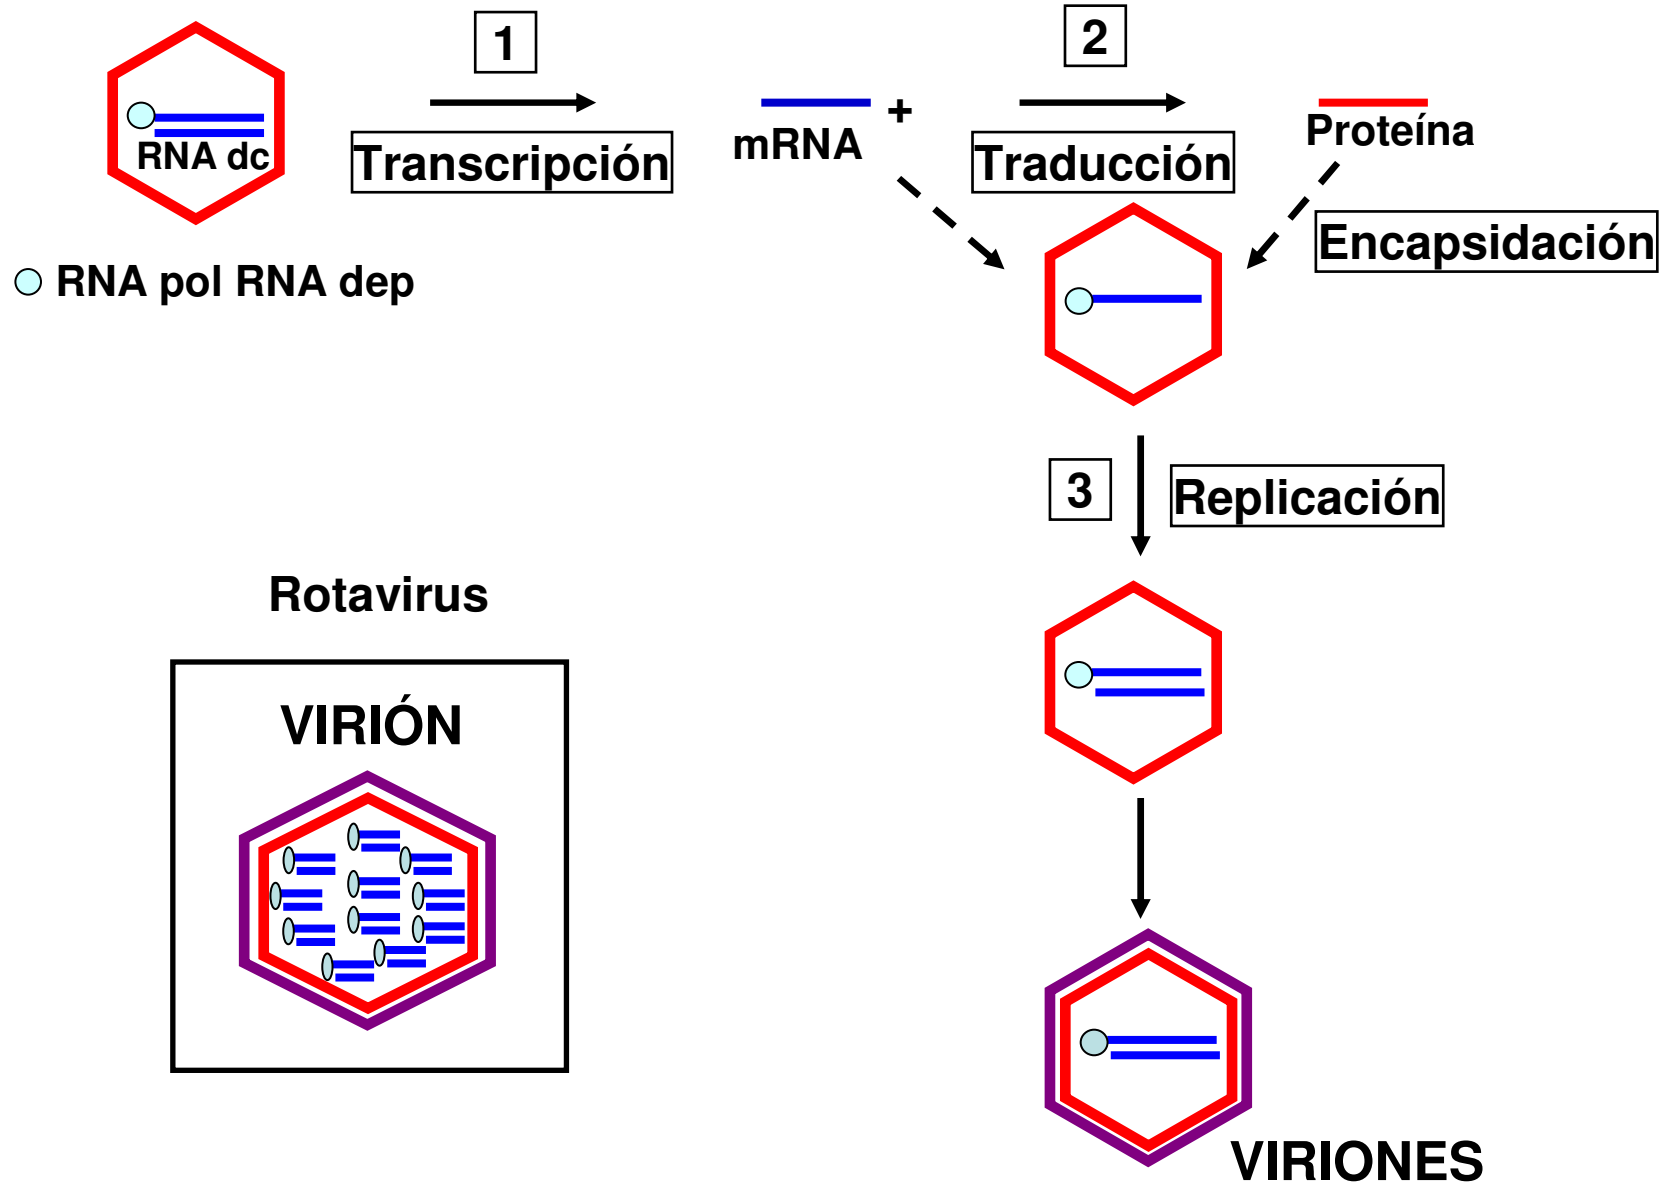 1
2
RNA dc
Transcripción
mRNA
+
Traducción
Proteína
Encapsidación
RNA pol RNA dep
3
Replicación
Rotavirus
VIRIÓN
VIRIONES